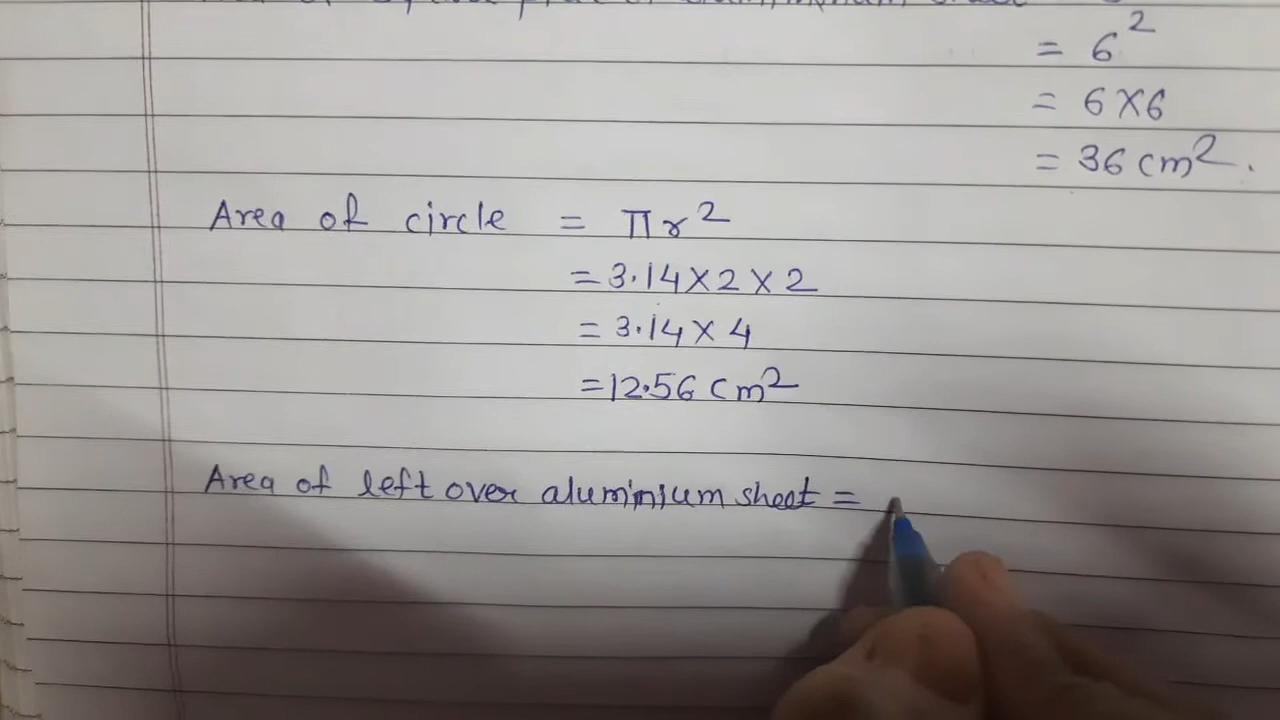 = 6²
= 6×6
= 36 cm².
Area of circle = πr²
= 3.14×2×2
= 3.14×4
=12.56 cm²
Area of left over aluminium sheet =